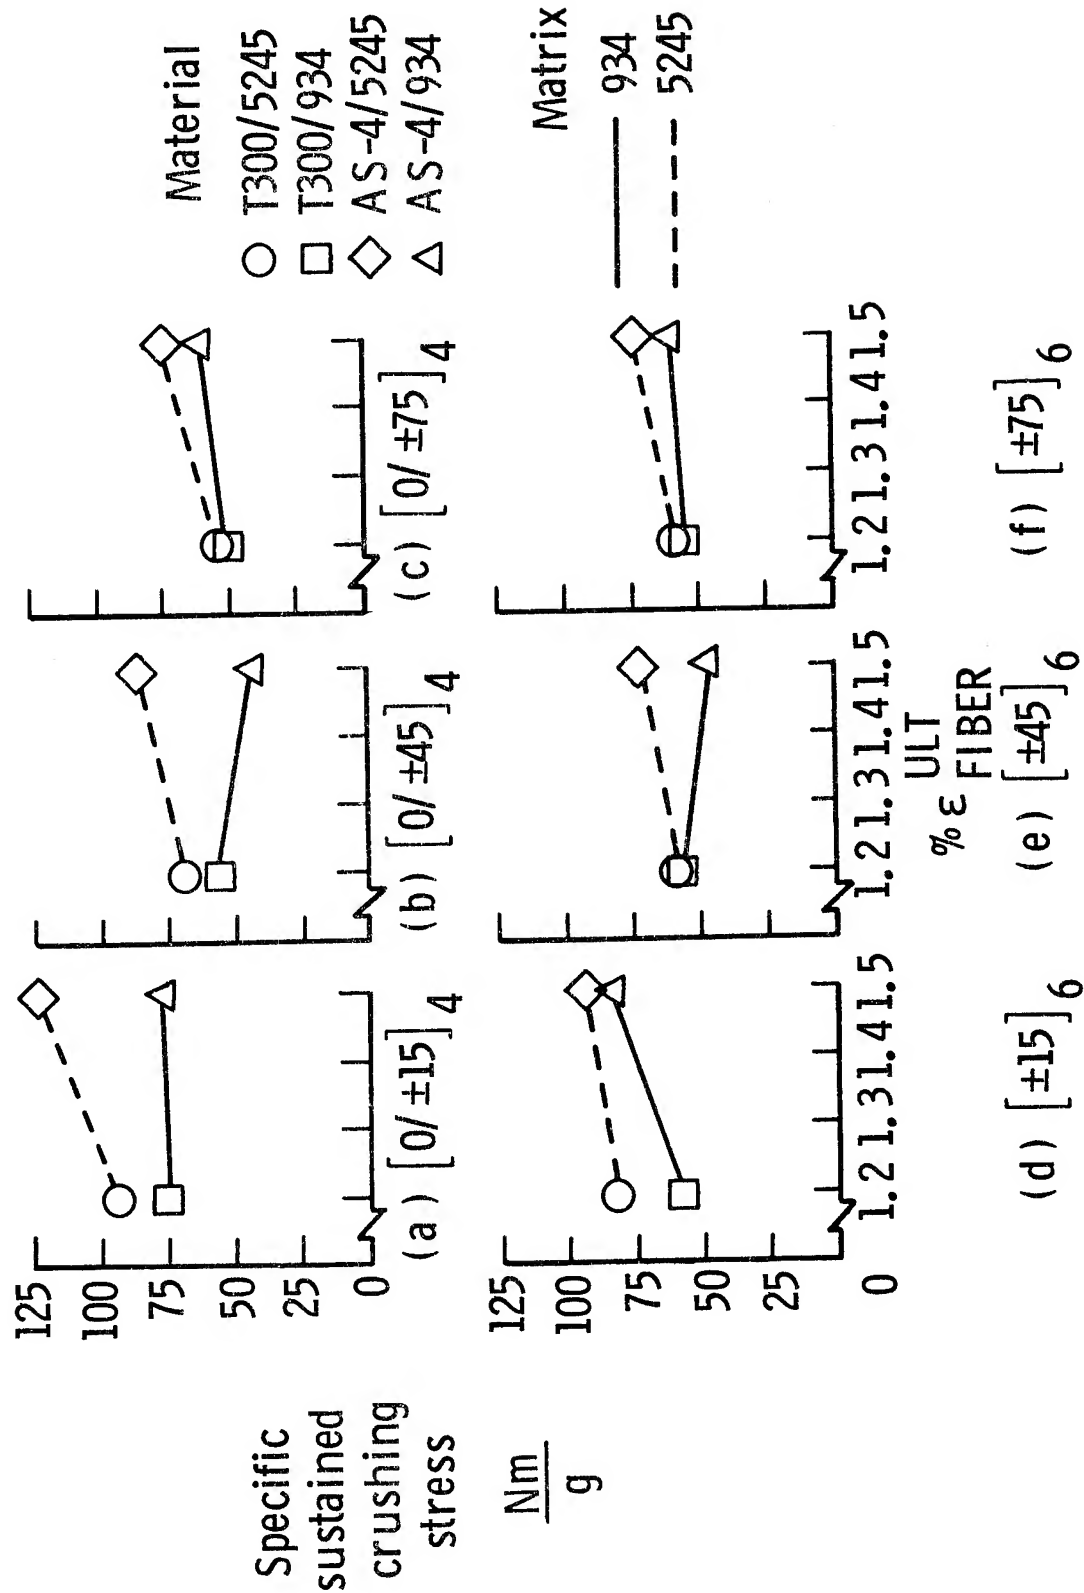 Specific
sustained
crushing
stress
Nm
g
125
100
75
50
25
0
(a) [0/±15]4
(b) [0/±45]4
(c) [0/±75]4
Material
T300/5245
T300/934
AS-4/5245
AS-4/934
125
100
75
50
25
0
1.2 1.3 1.4 1.5
1.2 1.3 1.4 1.5
1.2 1.3 1.4 1.5
% ε ULT
FIBER
(d) [±15]6
(e) [±45]6
(f) [±75]6
Matrix
934
5245